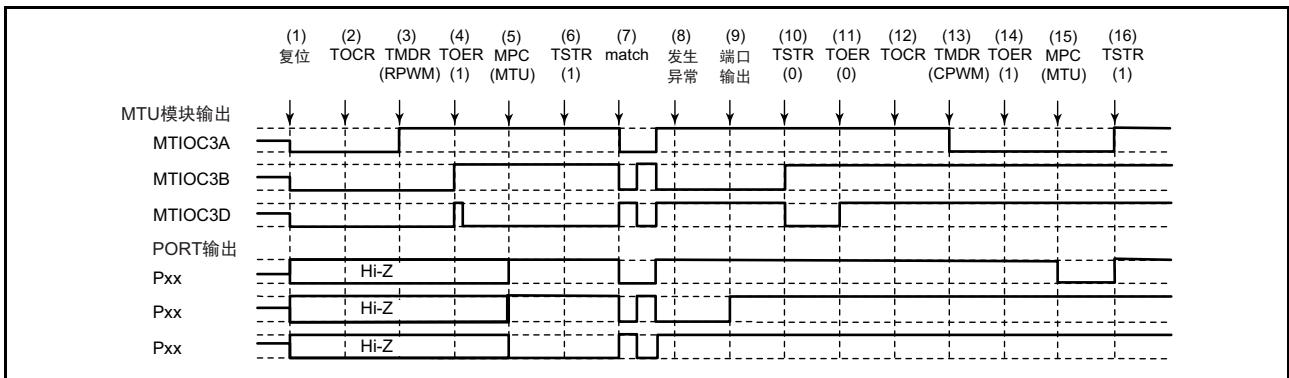 (1) (2) (3) (4) (5) (6) (7) (8) (9) (10) (11) (12) (13) (14) (15) (16)
复位 TOCR TMDR TOER MPC TSTR match 发生 端口 TSTR TOER TOCR TMDR TOER MPC TSTR
(RPWM) (1) (MTU) (1) 异常 输出 (0) (0) (CPWM) (1) (MTU) (1)
MTU模块输出
MTIOC3A
MTIOC3B
MTIOC3D
PORT输出
Pxx Hi-Z
Pxx Hi-Z
Pxx Hi-Z